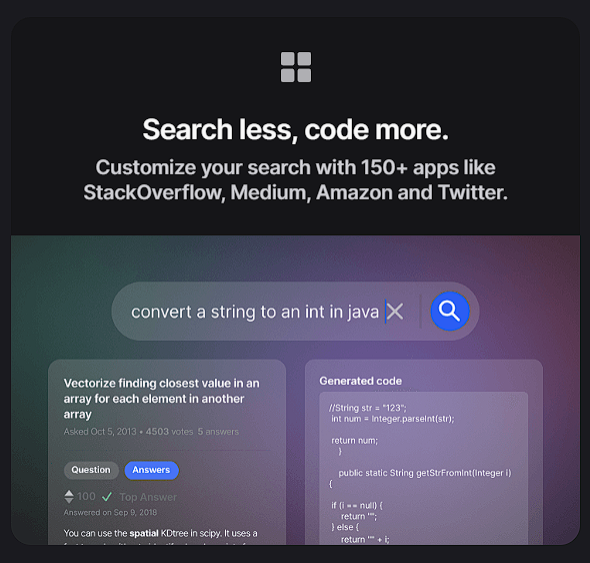 Search less, code more.
Customize your search with 150+ apps like
StackOverflow, Medium, Amazon and Twitter.
convert a string to an int in java
Vectorize finding closest value in an
array for each element in another
array
Asked Oct 5, 2013 • 4503 votes 5 answers
Question Answers
100 Top Answer
Answered on Sep 9, 2018
You can use the spatial KDtree in scipy. It uses a
Generated code
//String str = "123";
int num = Integer.parseInt(str);
return num;
}
public static String getStrFromInt(Integer i)
{
if (i == null) {
return "";
} else {
return "" + i;